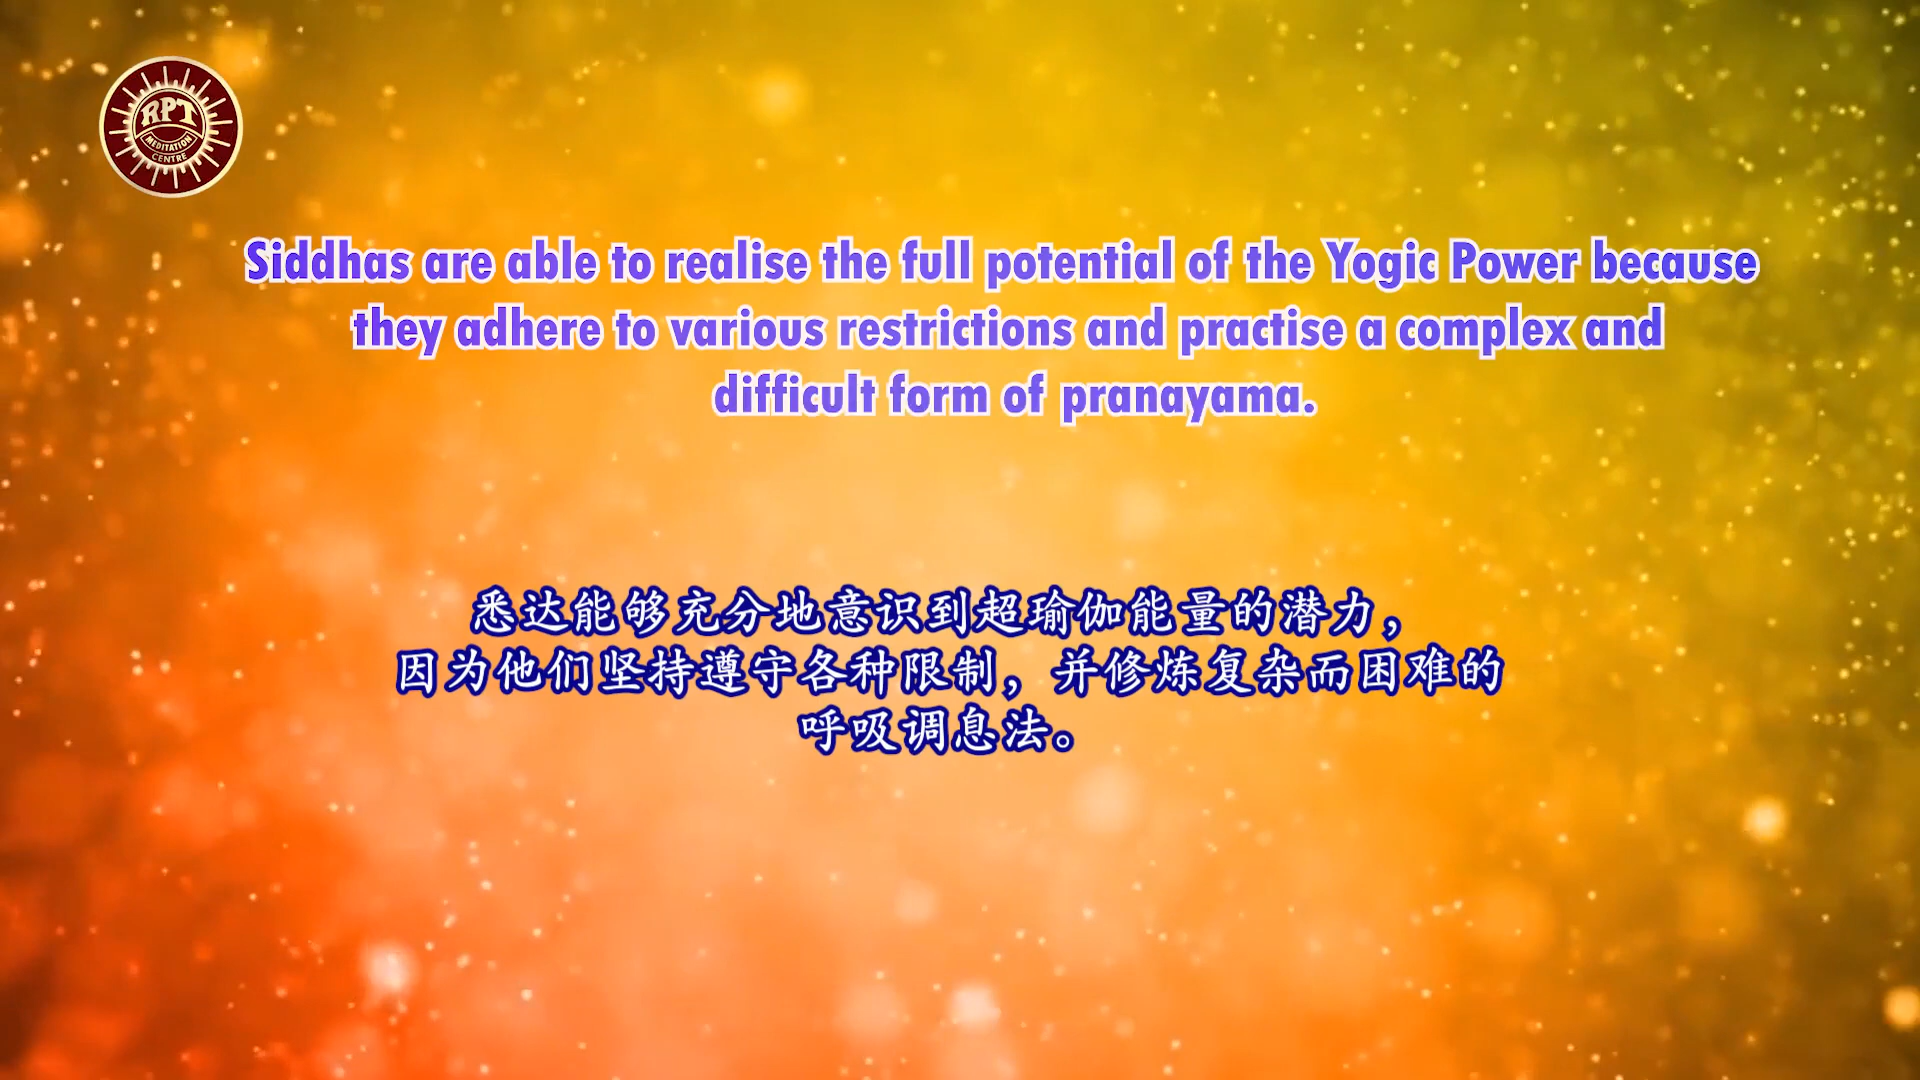 RPT
MEDITATION
CENTRE
Siddhas are able to realise the full potential of the Yogic Power because
they adhere to various restrictions and practise a complex and
difficult form of pranayama.
悉达能够充分地意识到超瑜伽能量的潜力，
因为他们坚持遵守各种限制，并修炼复杂而困难的
呼吸调息法。